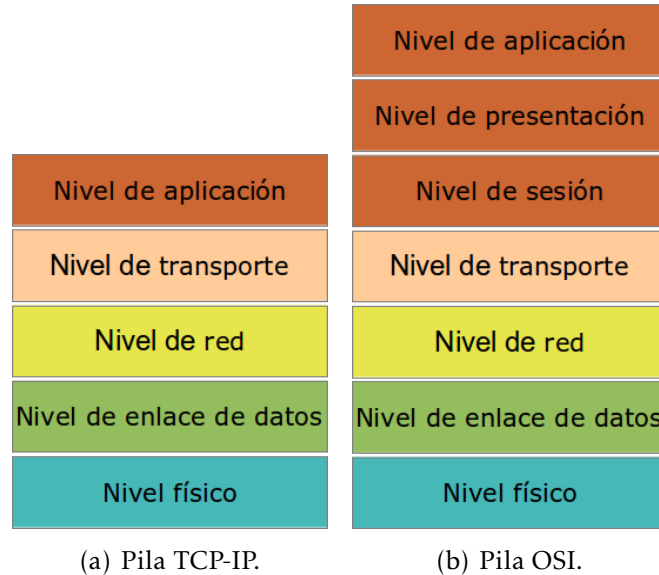 Nivel de aplicación
Nivel de transporte
Nivel de red
Nivel de enlace de datos
Nivel físico
(a) Pila TCP-IP.
Nivel de aplicación
Nivel de presentación
Nivel de sesión
Nivel de transporte
Nivel de red
Nivel de enlace de datos
Nivel físico
(b) Pila OSI.